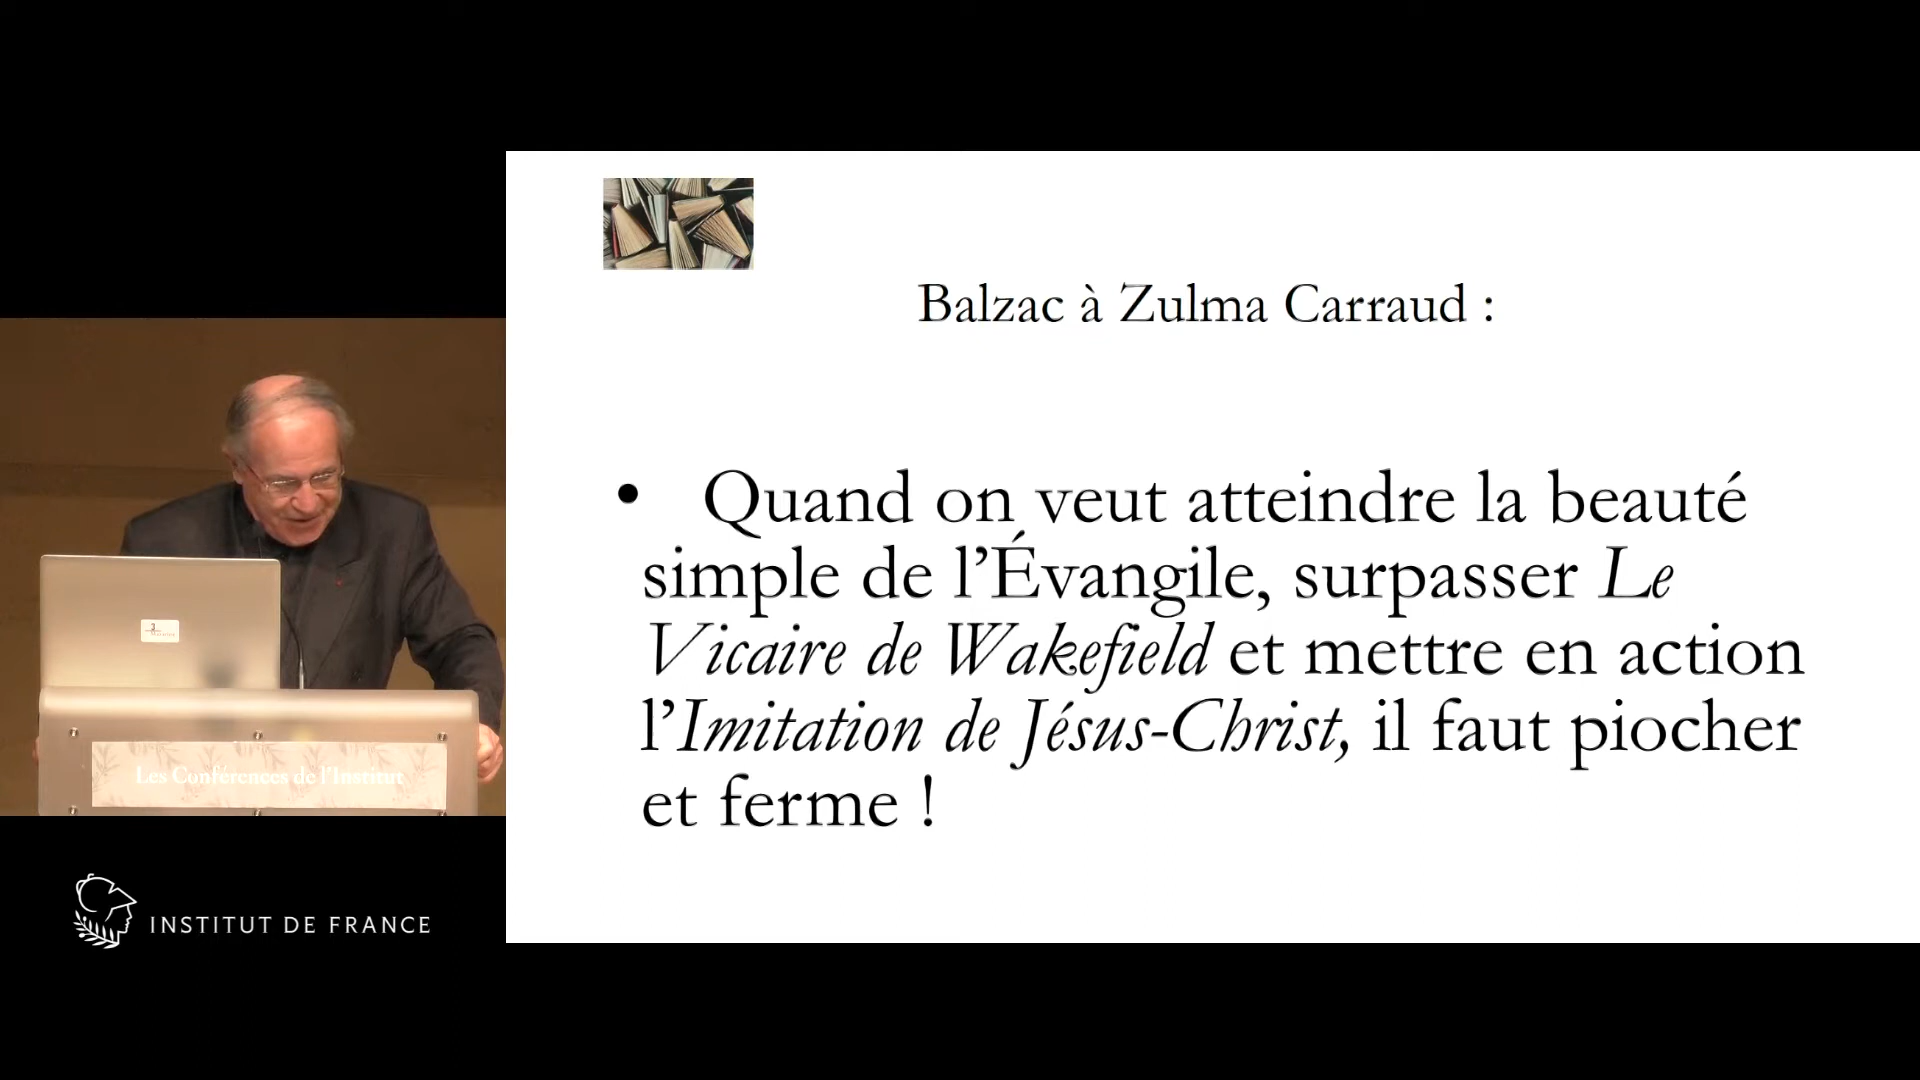 Balzac à Zulma Carraud :
• Quand on veut atteindre la beauté
simple de l’Évangile, surpasser Le
Vicaire de Wakefield et mettre en action
l’Imitation de Jésus-Christ, il faut piocher
et ferme !
Les Conférences de l'Institut
INSTITUT DE FRANCE